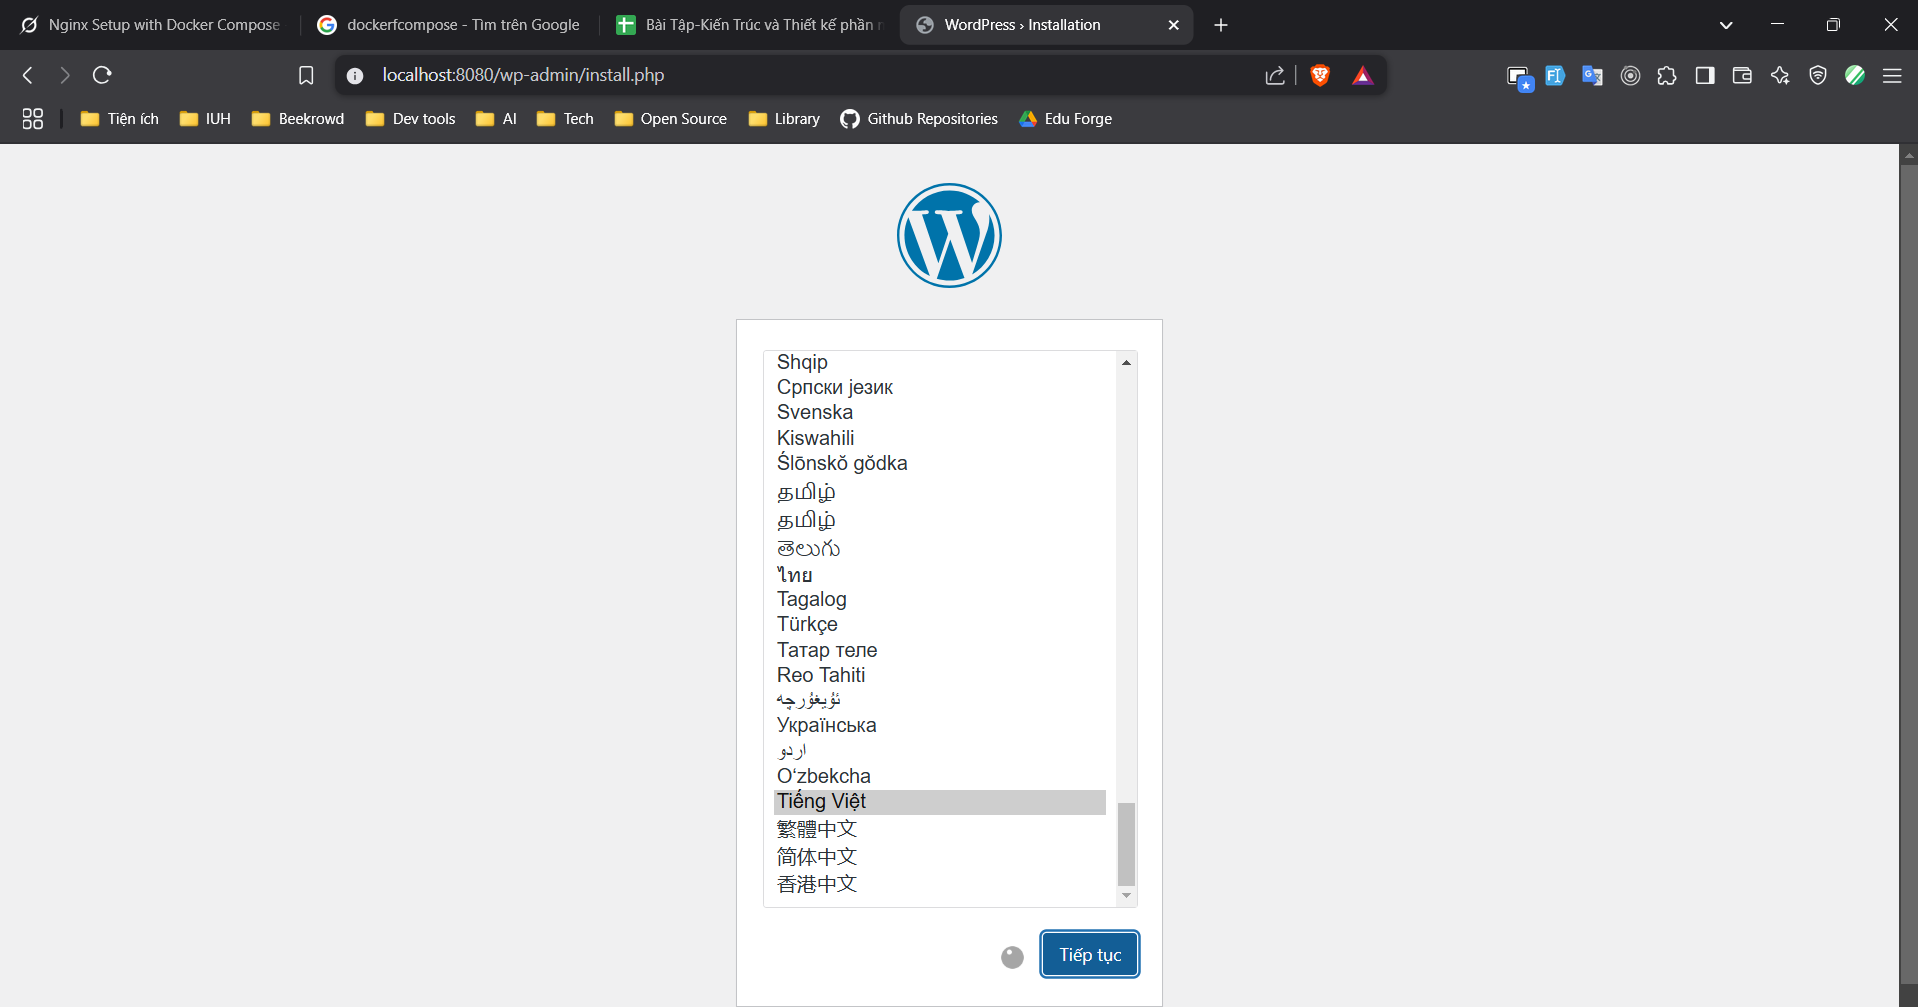 Nginx Setup with Docker Compose
dockerfcompose - Tìm trên Google
Bài Tập-Kiến Trúc và Thiết kế phần
WordPress › Installation
localhost:8080/wp-admin/install.php
Tiện ích
IUH
Beekrowd
Dev tools
AI
Tech
Open Source
Library
Github Repositories
Edu Forge
Shqip
Српски језик
Svenska
Kiswahili
Ślōnskŏ gŏdka
தமிழ்
தமிழ்
తెలుగు
ไทย
Tagalog
Türkçe
Татар теле
Reo Tahiti
ئۇيغۇرچە
Українська
اردو
O‘zbekcha
Tiếng Việt
繁體中文
简体中文
香港中文
Tiếp tục